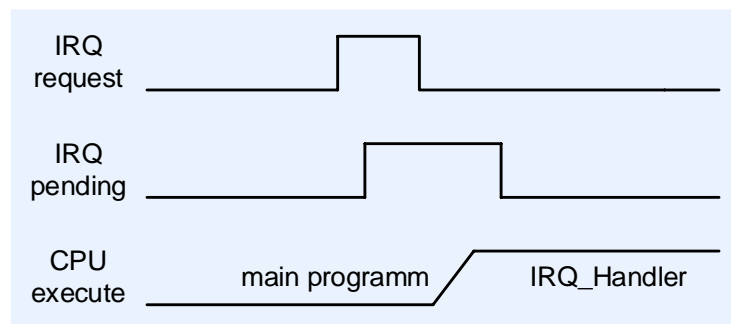 IRQ
request
IRQ
pending
CPU
execute
main programm
IRQ_Handler